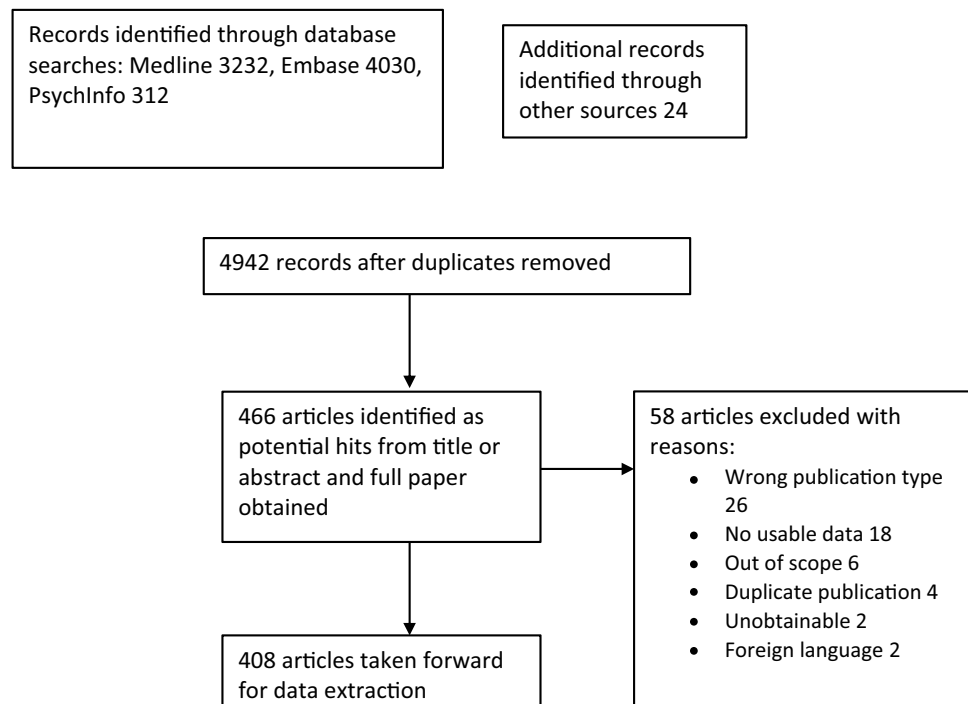 Records identified through database
searches: Medline 3232, Embase 4030,
PsychInfo 312
Additional records
identified through
other sources 24
4942 records after duplicates removed
466 articles identified as
potential hits from title or
abstract and full paper
obtained
58 articles excluded with
reasons:
• Wrong publication type
26
• No usable data 18
• Out of scope 6
• Duplicate publication 4
• Unobtainable 2
• Foreign language 2
408 articles taken forward
for data extraction